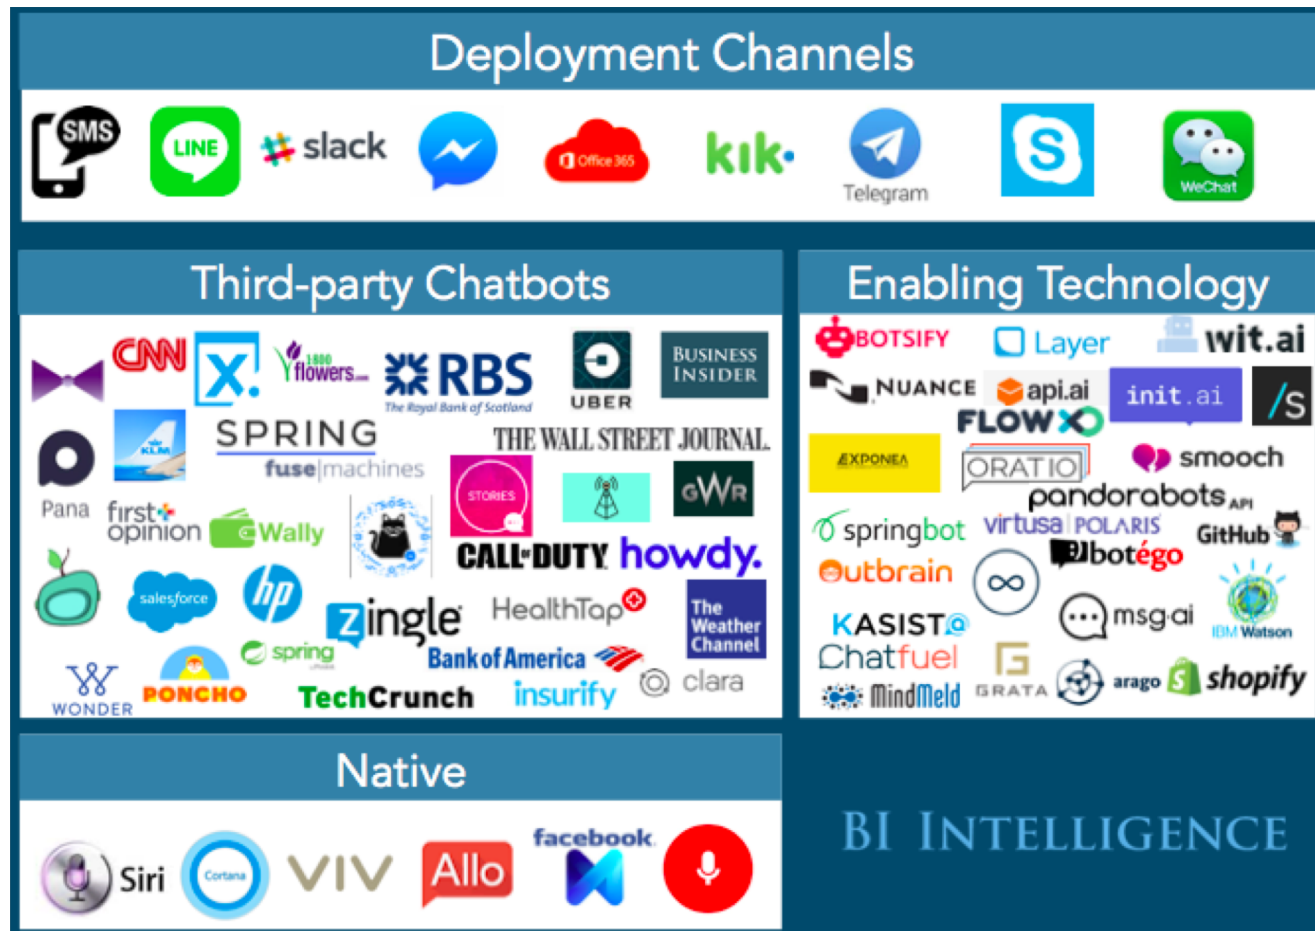 Deployment Channels
SMS
LINE
slack
Office 365
kik
Telegram
S
WeChat
Third-party Chatbots
CNN
X.
1800
flowers.com
RBS
The Royal Bank of Scotland
UBER
BUSINESS
INSIDER
KLM
SPRING
THE WALL STREET JOURNAL.
fuse|machines
Pana
STORIES
GWR
first
opinion
Wally
CALL OF DUTY
howdy.
salesforce
hp
zingle
HealthTap
The
Weather
Channel
spring
Bank of America
WONDER
PONCHO
TechCrunch
insurify
clara
Enabling Technology
BOTSIFY
Layer
wit.ai
NUANCE
api.ai
init.ai
/s
FLOW XO
EXPONEA
ORATIO
smooch
pandorabots API
springbot
virtusa | POLARIS
GitHub
botégo
Outbrain
KASISTO
msg·ai
IBM Watson
Chatfuel
G
GRATA
arago
S
shopify
MindMeld
Native
Siri
Cortana
VIV
Allo
facebook
BI INTELLIGENCE